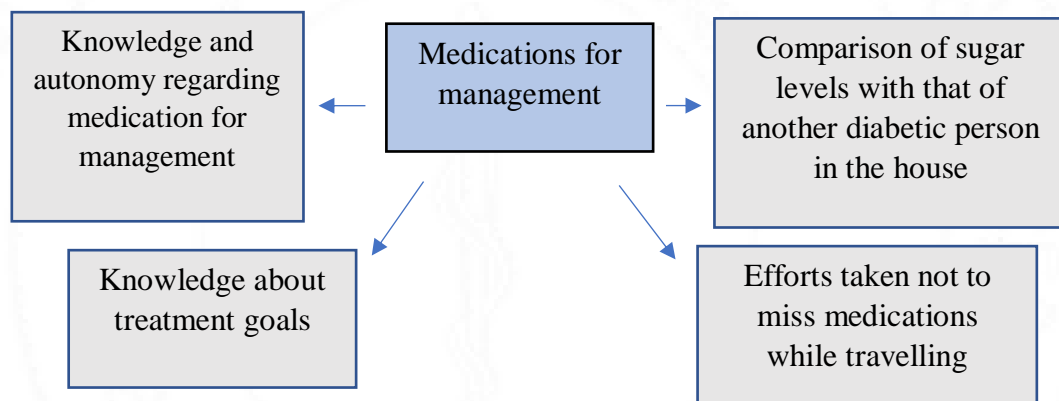 Knowledge and
autonomy regarding
medication for
management
Medications for
management
Comparison of sugar
levels with that of
another diabetic person
in the house
Knowledge about
treatment goals
Efforts taken not to
miss medications
while travelling